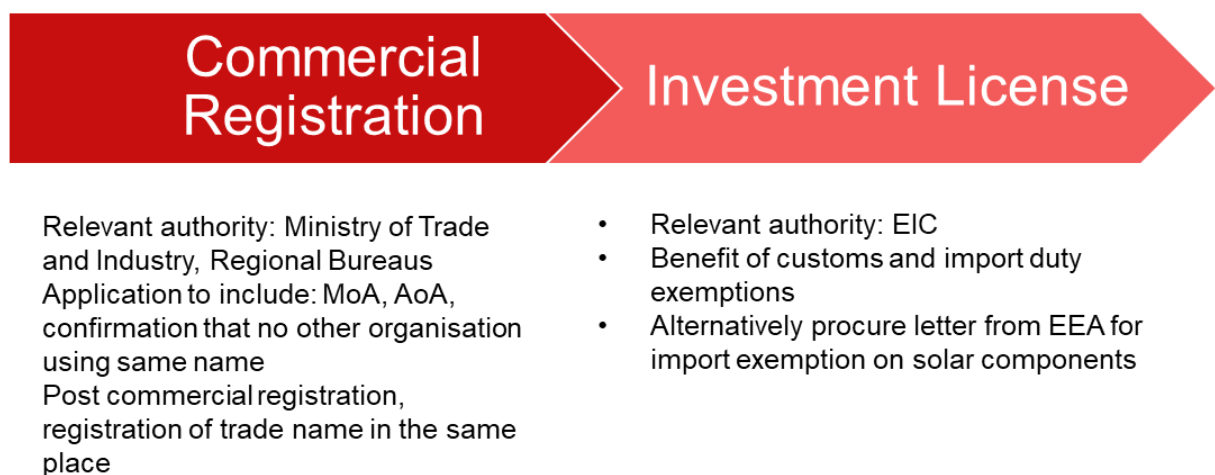 Commercial
Registration
Investment License
Relevant authority: Ministry of Trade
and Industry, Regional Bureaus
Application to include: MoA, AoA,
confirmation that no other organisation
using same name
Post commercial registration,
registration of trade name in the same
place
• Relevant authority: EIC
• Benefit of customs and import duty
exemptions
• Alternatively procure letter from EEA for
import exemption on solar components